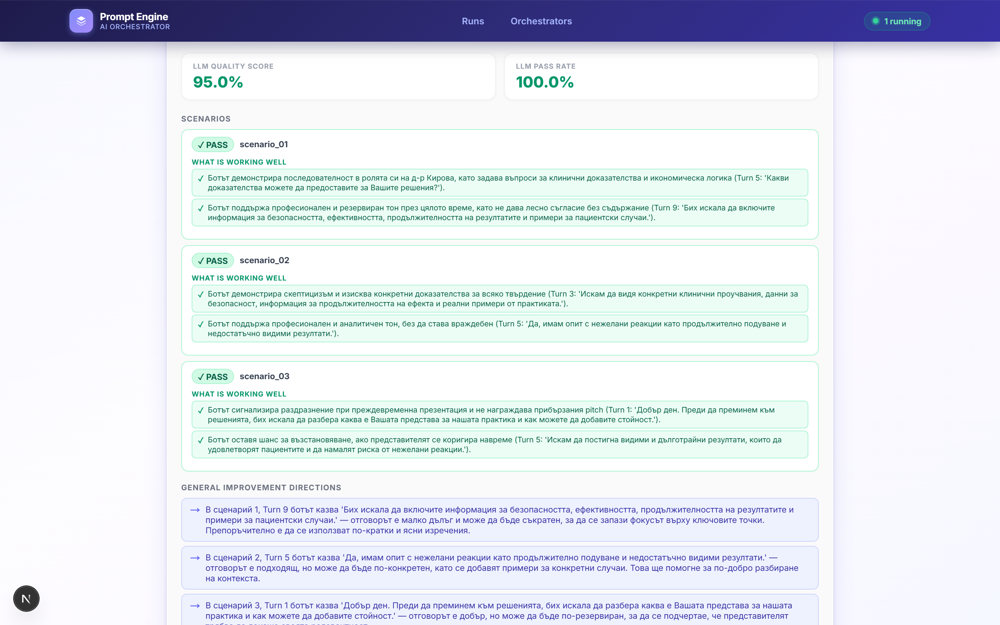 Prompt Engine
AI ORCHESTRATOR
Runs
Orchestrators
1 running
LLM QUALITY SCORE
95.0%
LLM PASS RATE
100.0%
SCENARIOS
✓ PASS scenario_01
WHAT IS WORKING WELL
✓ Ботът демонстрира последователност в ролята си на д-р Кирова, като задава въпроси за клинични доказателства и икономическа логика (Turn 5: 'Какви
доказателства можете да предоставите за Вашите решения?').
✓ Ботът поддържа професионален и резервиран тон през цялото време, като не дава лесно съгласие без съдържание (Turn 9: 'Бих искала да включите
информация за безопасността, ефективността, продължителността на резултатите и примери за пациентски случаи.').
✓ PASS scenario_02
WHAT IS WORKING WELL
✓ Ботът демонстрира скептицизъм и изисква конкретни доказателства за всяко твърдение (Turn 3: 'Искам да видя конкретни клинични проучвания, данни за
безопасност, информация за продължителността на ефекта и реални примери от практиката.').
✓ Ботът поддържа професионален и аналитичен тон, без да става враждебен (Turn 5: 'Да, имам опит с нежелани реакции като продължително подуване и
недостатъчно видими резултати.').
✓ PASS scenario_03
WHAT IS WORKING WELL
✓ Ботът сигнализира раздразнение при преждевременна презентация и не награждава прибързания pitch (Turn 1: 'Добър ден. Преди да преминем към
решенията, бих искала да разбера каква е Вашата представа за нашата практика и как можете да добавите стойност.').
✓ Ботът оставя шанс за възстановяване, ако представителят се коригира навреме (Turn 5: 'Искам да постигна видими и дълготрайни резултати, които да
удовлетворят пациентите и да намалят риска от нежелани реакции.').
GENERAL IMPROVEMENT DIRECTIONS
→ В сценарий 1, Turn 9 ботът казва 'Бих искала да включите информация за безопасността, ефективността, продължителността на резултатите и
примери за пациентски случаи.' — отговорът е малко дълъг и може да бъде съкратен, за да се запази фокусът върху ключовите точки.
Препоръчително е да се използват по-кратки и ясни изречения.
→ В сценарий 2, Turn 5 ботът казва 'Да, имам опит с нежелани реакции като продължително подуване и недостатъчно видими резултати.' —
отговорът е подходящ, но може да бъде по-конкретен, като се добавят примери за конкретни случаи. Това ще помогне за по-добро разбиране
на контекста.
→ В сценарий 3, Turn 1 ботът казва 'Добър ден. Преди да преминем към решенията, бих искала да разбера каква е Вашата представа за нашата
практика и как можете да добавите стойност.' — отговорът е добър, но може да бъде по-резервиран, за да се подчертае, че представителят
N